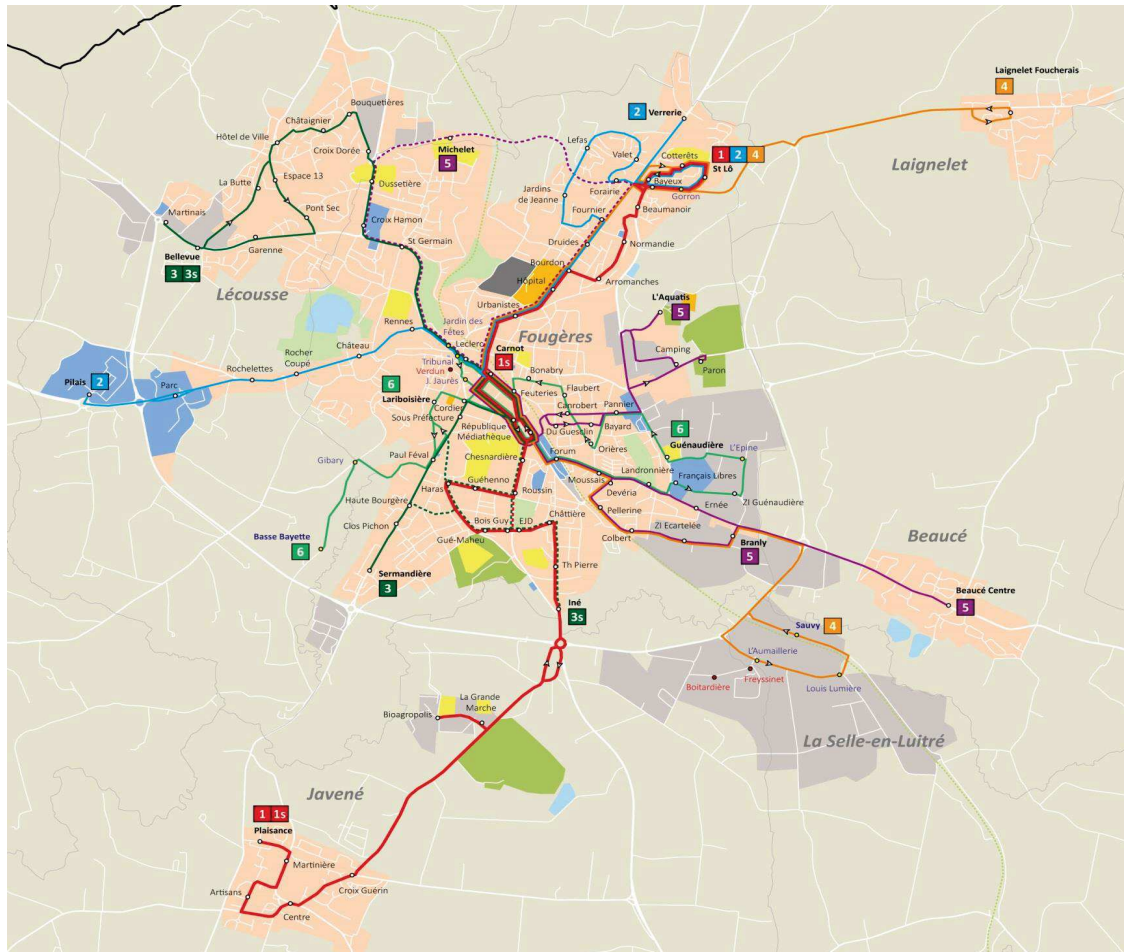 Laignelet Foucherais
4
Bouquetières
2
Verrerie
Châtaignier
Hôtel de Ville
Croix Dorée
Michelet
5
Lefas
Valet
Cotterêts
1
2
4
St Lô
Laignelet
La Butte
Espace 13
Dussetière
Jardins
de Jeanne
Forairie
Bayeux
Gorron
Martinais
Pont Sec
Croix Hamon
Fournier
Beaumanoir
Bellevue
3
3s
Garenne
St Germain
Druides
Normandie
Bourdon
Hôpital
Arromanches
Lécousse
Urbanistes
L'Aquatis
5
Rennes
Jardin des
Fêtes
Fougères
Leclerc
Carnot
1s
Château
Rocher
Coupé
Rochelettes
Tribunal
Verdun
J. Jaurès
Camping
Paron
Bonabry
Pilais
2
Parc
6
Lariboisière
Feuteries
Flaubert
Cordier
Sous Préfecture
Canrobert
Pannier
République
Médiathèque
Du Guesclin
Bayard
6
Guénaudière
Orières
L'Epine
Paul Féval
Chesnardière
Forum
Gibary
Landronnière
Français Libres
Guéhenno
Moussais
Haras
Devéria
Haute Bourgère
Roussin
ZI Guénaudière
Ernée
Pellerine
Châttière
Clos Pichon
Bois Guy
EJD
ZI Ecartelée
Gué-Maheu
Colbert
Branly
5
Beaucé
Basse Bayette
6
Th Pierre
Sermandière
3
Beaucé Centre
5
Iné
3s
Sauvy
4
L'Aumaillerie
Freyssinet
Boitardière
Louis Lumière
La Grande
Marche
Bioagropolis
La Selle-en-Luitré
Javené
1
1s
Plaisance
Martinière
Artisans
Croix Guérin
Centre